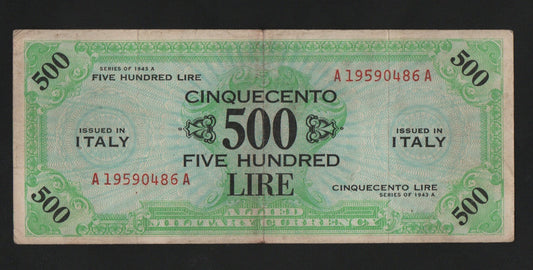 500
SERIES OF 1943 A
FIVE HUNDRED LIRE
A 19590486 A
500
CINQUECENTO
ISSUED IN
ITALY
500
ISSUED IN
ITALY
FIVE HUNDRED
A 19590486 A
LIRE
CINQUECENTO LIRE
SERIES OF 1943 A
500
ALLIED
MILITARY CURRENCY
500